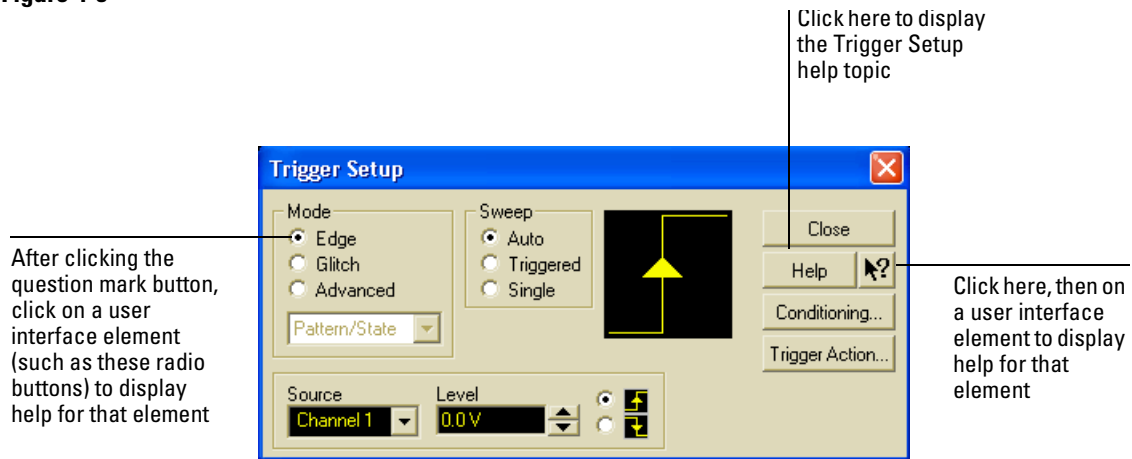 Click here to display
the Trigger Setup
help topic
Trigger Setup
Mode
Edge
Glitch
Advanced
Pattern/State
Sweep
Auto
Triggered
Single
Close
Help
?
Conditioning...
Trigger Action...
Source
Channel 1
Level
0.0 V
After clicking the
question mark button,
click on a user
interface element
(such as these radio
buttons) to display
help for that element
Click here, then on
a user interface
element to display
help for that
element